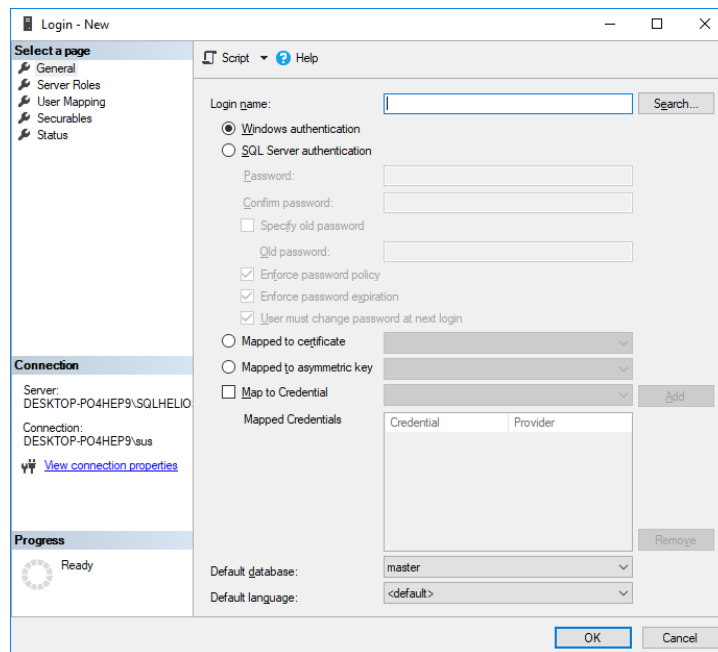 Login - New
Select a page
General
Server Roles
User Mapping
Securables
Status
Script
Help
Login name:
Search...
Windows authentication
SQL Server authentication
Password:
Confirm password:
Specify old password
Old password:
Enforce password policy
Enforce password expiration
User must change password at next login
Mapped to certificate
Mapped to asymmetric key
Map to Credential
Add
Mapped Credentials
Credential Provider
Remove
Default database: master
Default language: <default>
Connection
Server:
DESKTOP-PO4HEP9\SQLHELIO
Connection:
DESKTOP-PO4HEP9\sus
View connection properties
Progress
Ready
OK Cancel